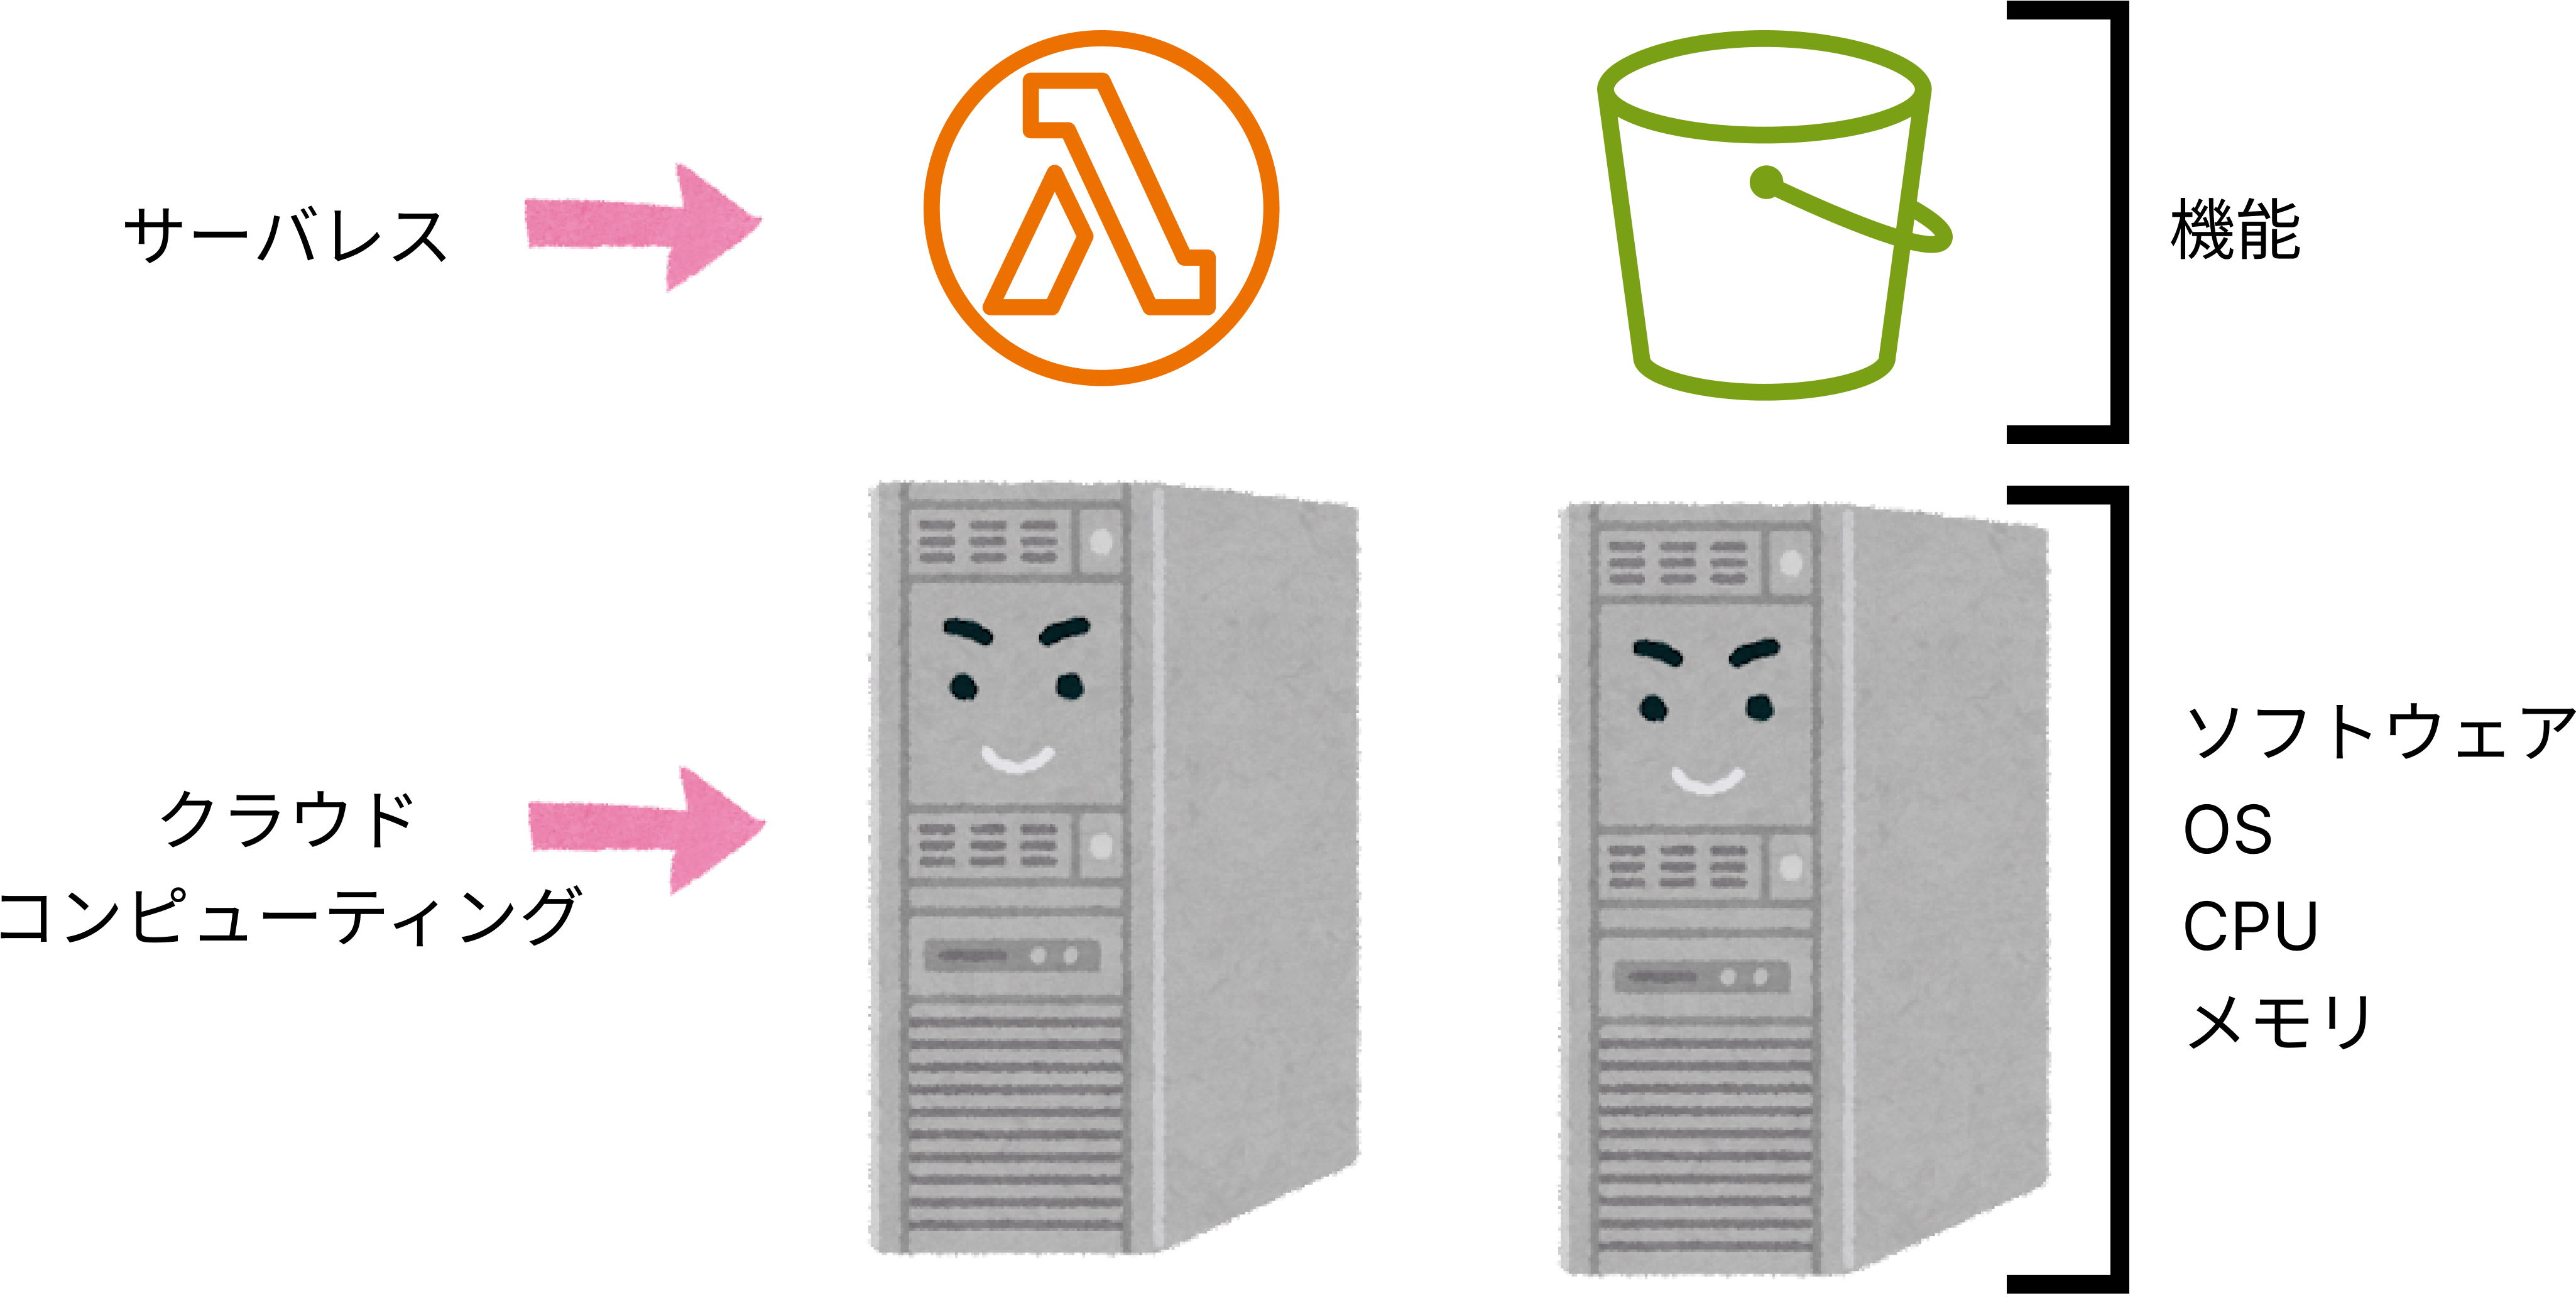 サーバレス
機能
クラウド
コンピューティング
ソフトウェア
OS
CPU
メモリ